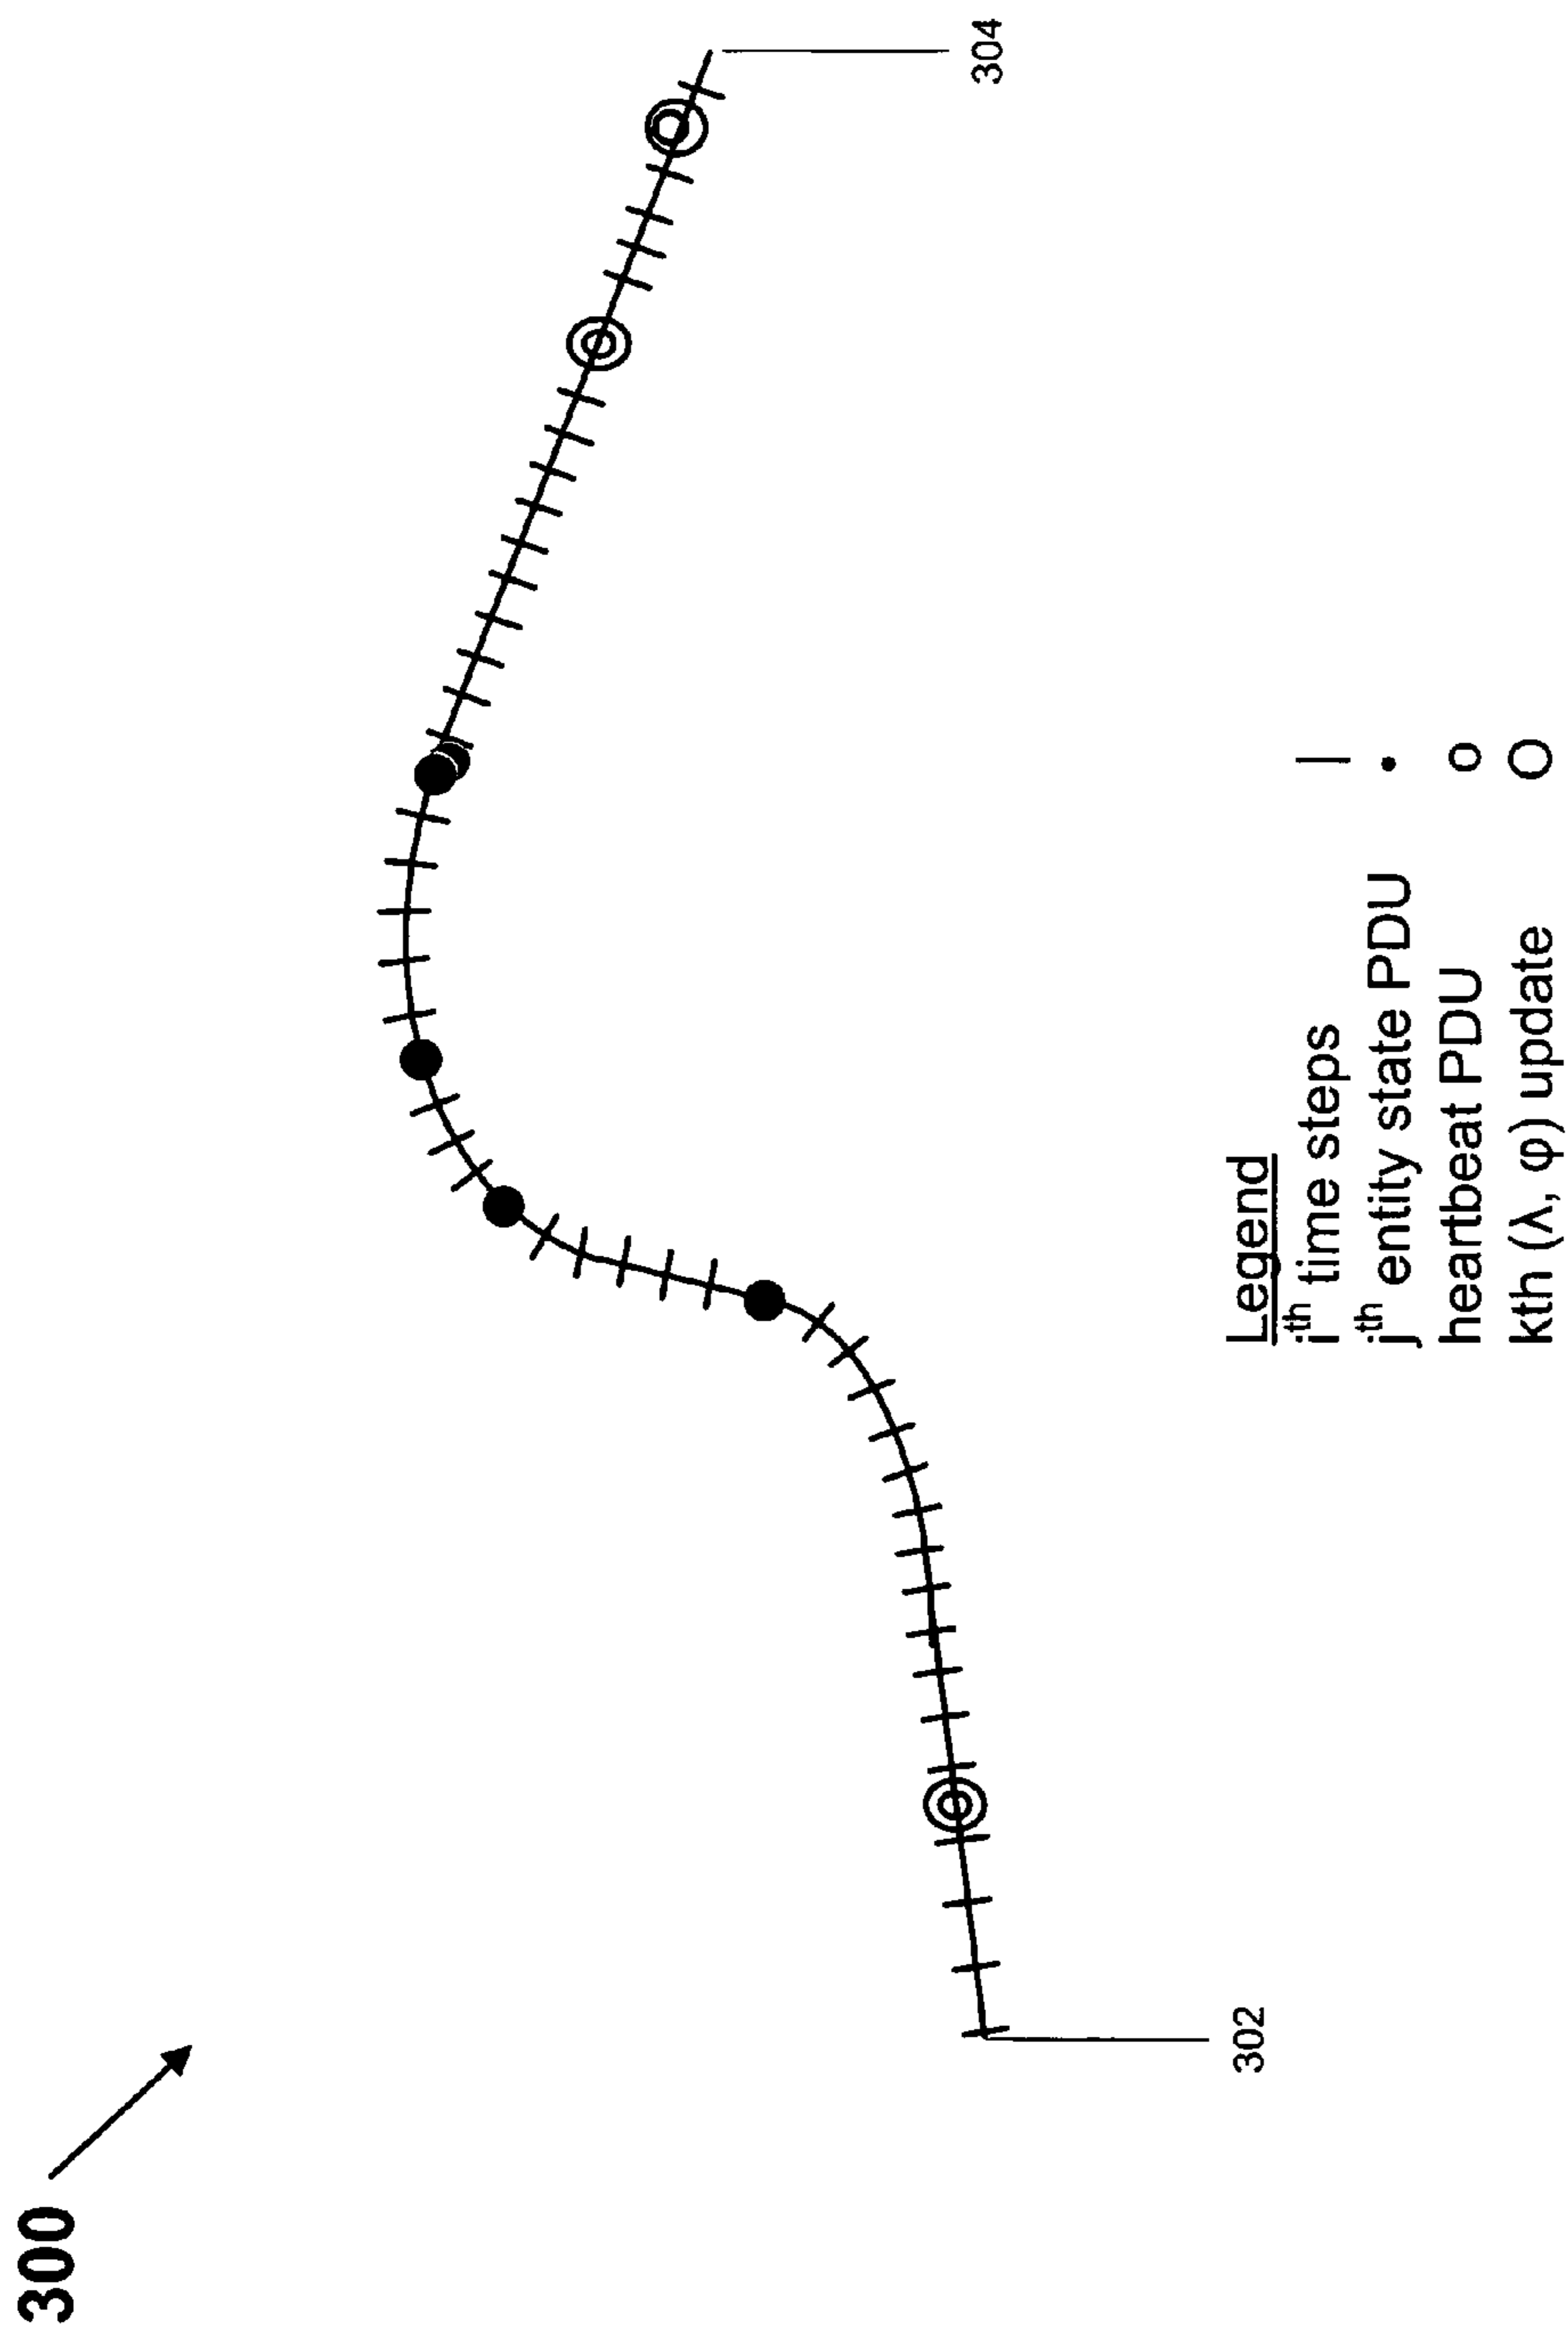 300
302
304
Legend
iᵗʰ time steps |
jᵗʰ entity state PDU •
heartbeat PDU o
kth (λ, φ) update O